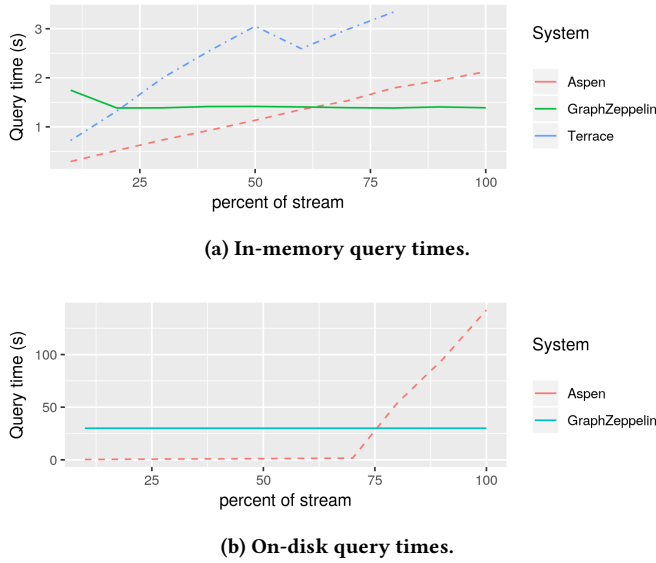 Query time (s)
3
2
1
25
50
75
100
percent of stream
System
Aspen
GraphZeppelin
Terrace
(a) In-memory query times.
Query time (s)
100
50
0
25
50
75
100
percent of stream
System
Aspen
GraphZeppelin
(b) On-disk query times.